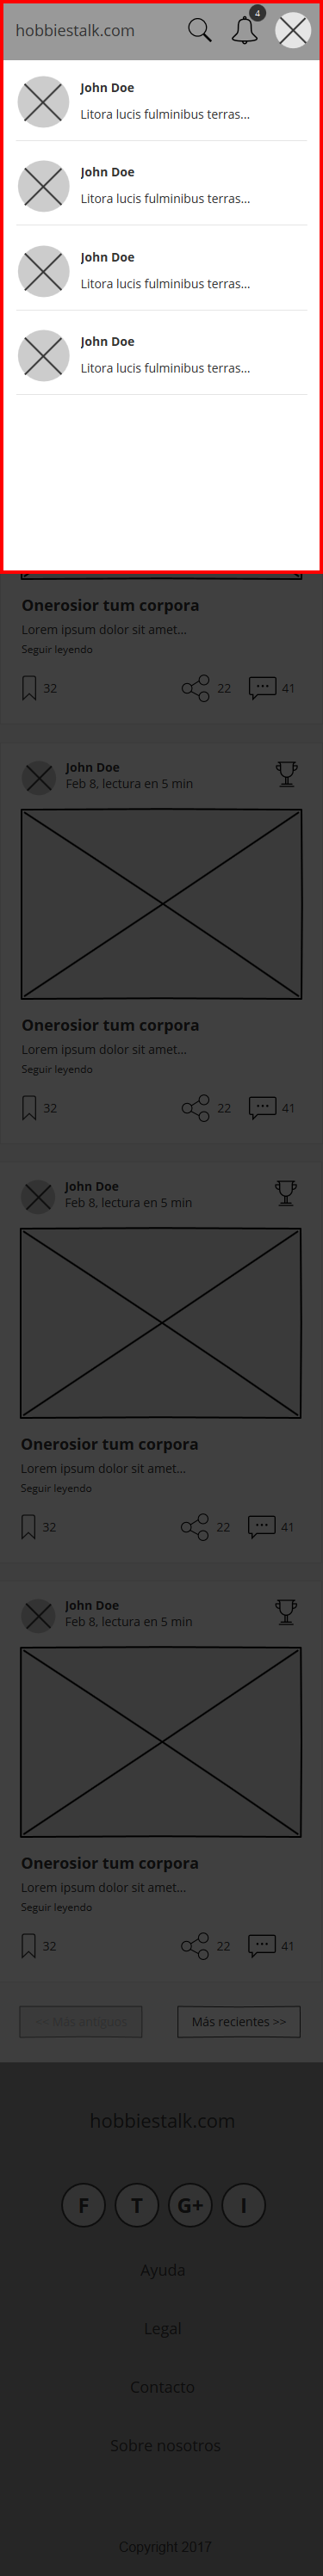 hobbiestalk.com
4
John Doe
Litora lucis fulminibus terras...
John Doe
Litora lucis fulminibus terras...
John Doe
Litora lucis fulminibus terras...
John Doe
Litora lucis fulminibus terras...
Onerosior tum corpora
Lorem ipsum dolor sit amet...
Seguir leyendo
32 22 41
John Doe
Feb 8, lectura en 5 min
Onerosior tum corpora
Lorem ipsum dolor sit amet...
Seguir leyendo
32 22 41
John Doe
Feb 8, lectura en 5 min
Onerosior tum corpora
Lorem ipsum dolor sit amet...
Seguir leyendo
32 22 41
John Doe
Feb 8, lectura en 5 min
Onerosior tum corpora
Lorem ipsum dolor sit amet...
Seguir leyendo
32 22 41
<< Más antiguos Más recientes >>
hobbiestalk.com
F T G+ I
Ayuda
Legal
Contacto
Sobre nosotros
Copyright 2017